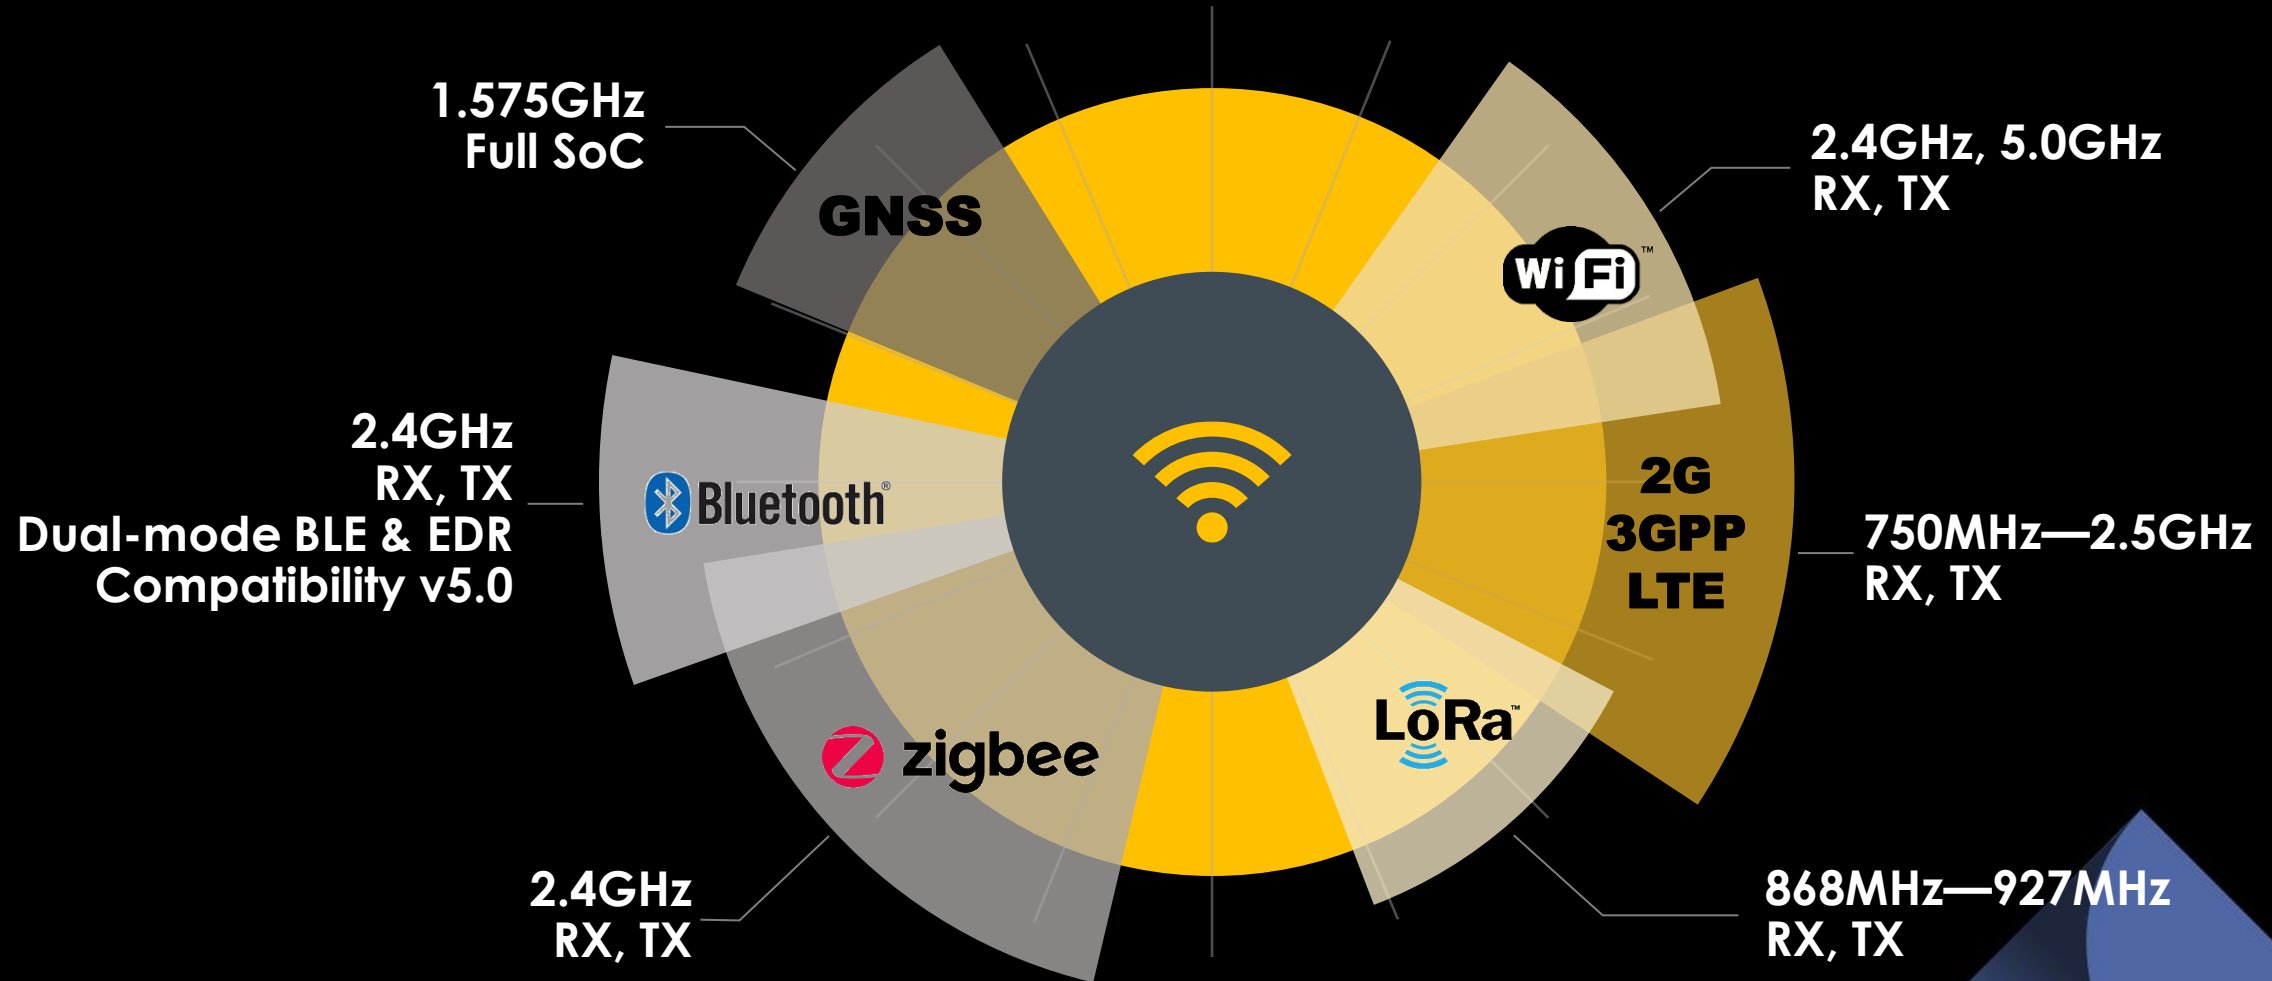 1.575GHz
Full SoC
GNSS
2.4GHz, 5.0GHz
RX, TX
Wi Fi™
2.4GHz
RX, TX
Dual-mode BLE & EDR
Compatibility v5.0
Bluetooth®
2G
3GPP
LTE
750MHz—2.5GHz
RX, TX
zigbee
2.4GHz
RX, TX
LoRa™
868MHz—927MHz
RX, TX